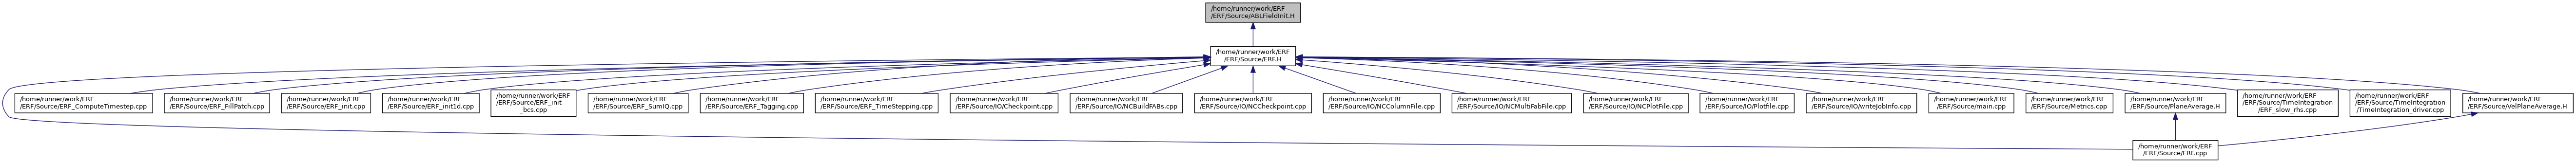 /home/runner/work/ERF
/ERF/Source/ABLFieldInit.H
/home/runner/work/ERF
/ERF/Source/ERF.H
/home/runner/work/ERF
/ERF/Source/ERF_ComputeTimestep.cpp
/home/runner/work/ERF
/ERF/Source/ERF_FillPatch.cpp
/home/runner/work/ERF
/ERF/Source/ERF_init.cpp
/home/runner/work/ERF
/ERF/Source/ERF_init1d.cpp
/home/runner/work/ERF
/ERF/Source/ERF_init
_bcs.cpp
/home/runner/work/ERF
/ERF/Source/ERF_SumIQ.cpp
/home/runner/work/ERF
/ERF/Source/ERF_Tagging.cpp
/home/runner/work/ERF
/ERF/Source/ERF_TimeStepping.cpp
/home/runner/work/ERF
/ERF/Source/IO/Checkpoint.cpp
/home/runner/work/ERF
/ERF/Source/IO/NCBuildFABs.cpp
/home/runner/work/ERF
/ERF/Source/IO/NCCheckpoint.cpp
/home/runner/work/ERF
/ERF/Source/IO/NCColumnFile.cpp
/home/runner/work/ERF
/ERF/Source/IO/NCMultiFabFile.cpp
/home/runner/work/ERF
/ERF/Source/IO/NCPlotFile.cpp
/home/runner/work/ERF
/ERF/Source/IO/Plotfile.cpp
/home/runner/work/ERF
/ERF/Source/IO/writeJobInfo.cpp
/home/runner/work/ERF
/ERF/Source/main.cpp
/home/runner/work/ERF
/ERF/Source/Metrics.cpp
/home/runner/work/ERF
/ERF/Source/PlaneAverage.H
/home/runner/work/ERF
/ERF/Source/TimeIntegration
/ERF_slow_rhs.cpp
/home/runner/work/ERF
/ERF/Source/TimeIntegration
/TimeIntegration_driver.cpp
/home/runner/work/ERF
/ERF/Source/VelPlaneAverage.H
/home/runner/work/ERF
/ERF/Source/ERF.cpp